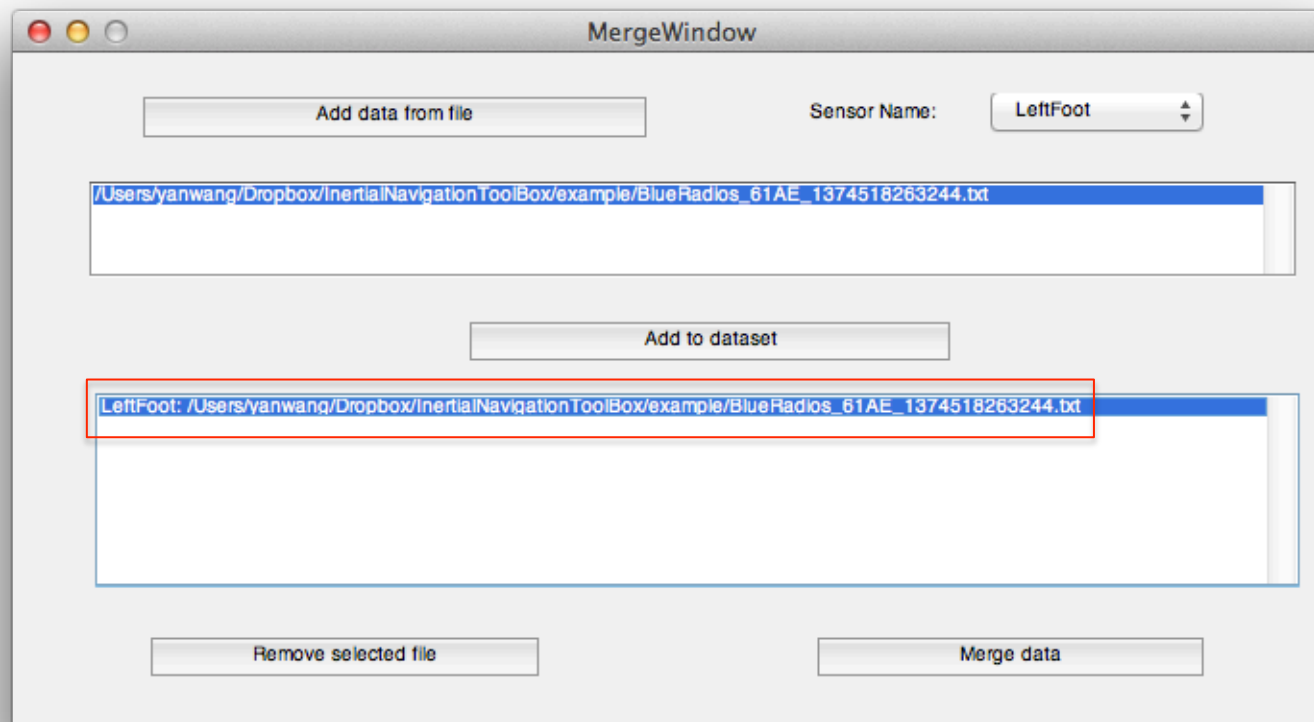 MergeWindow
Add data from file
Sensor Name:
LeftFoot
/Users/yanwang/Dropbox/InertialNavigationToolBox/example/BlueRadios_61AE_1374518263244.txt
Add to dataset
LeftFoot: /Users/yanwang/Dropbox/InertialNavigationToolBox/example/BlueRadios_61AE_1374518263244.txt
Remove selected file
Merge data